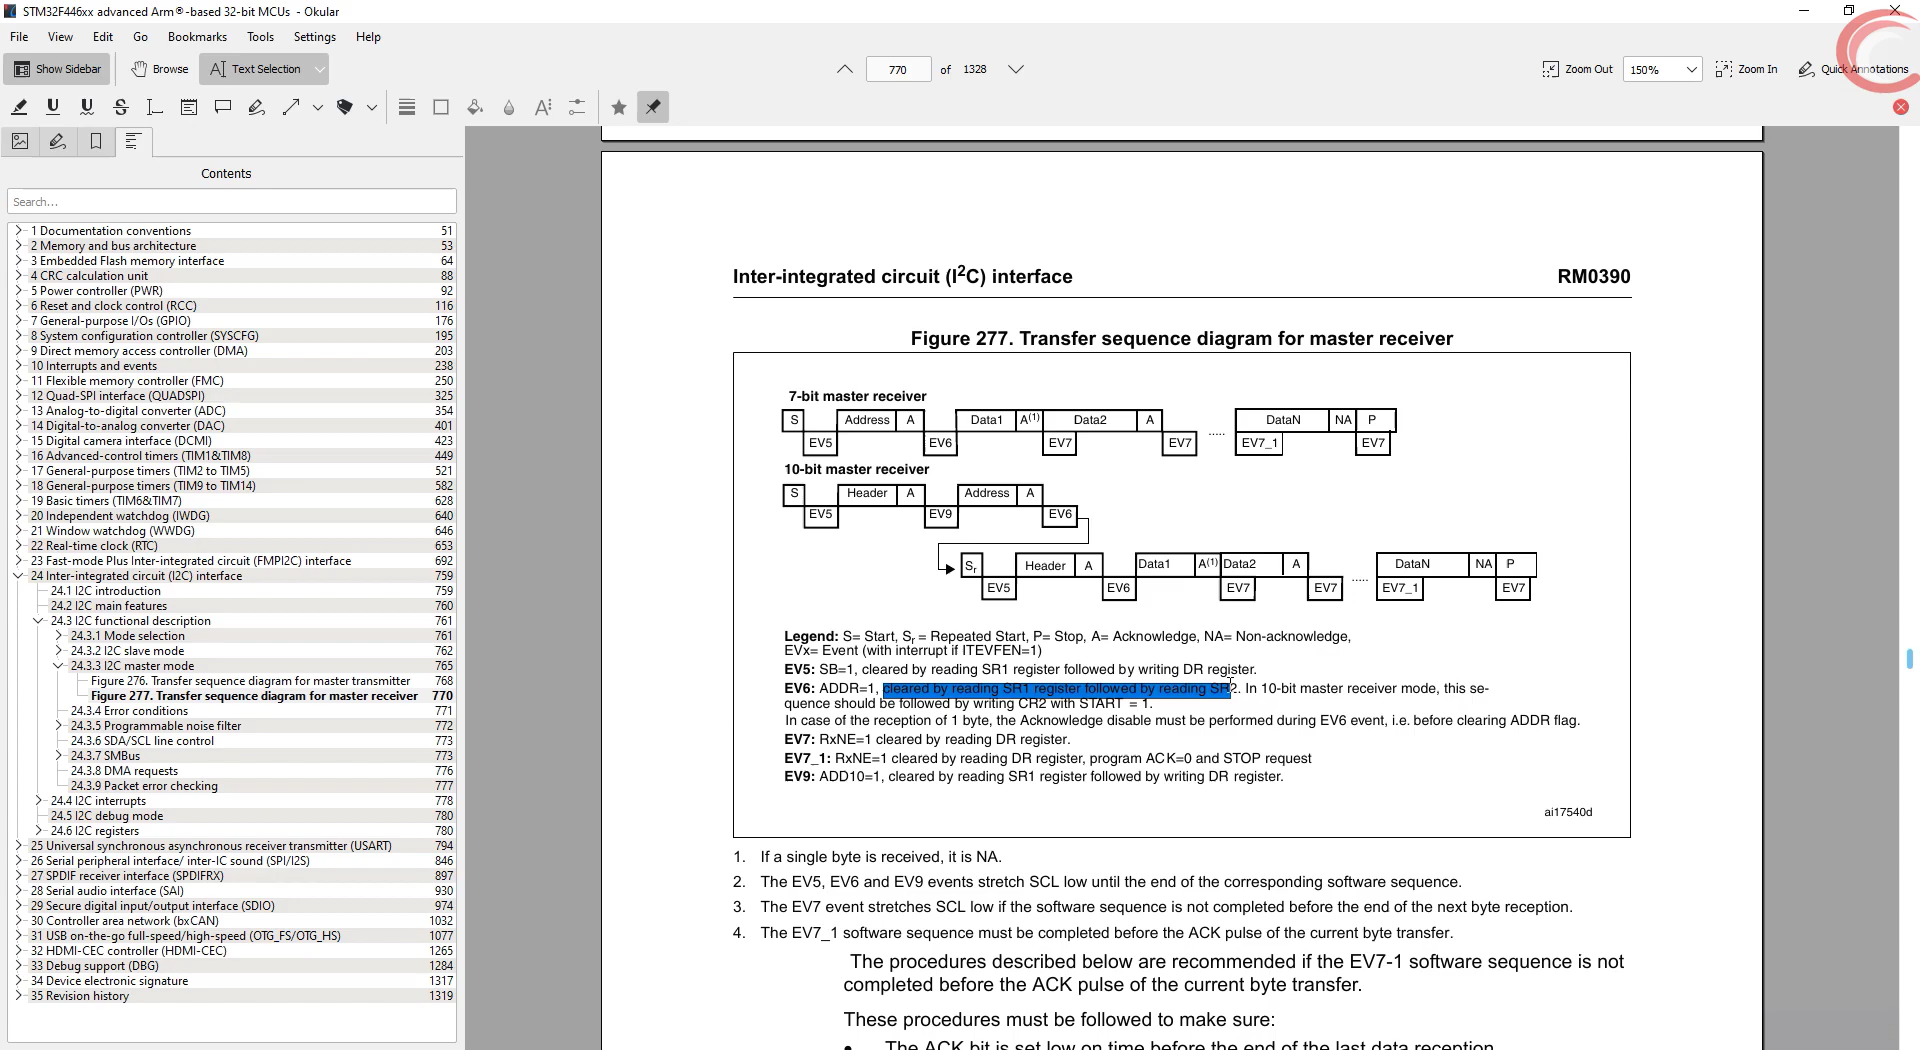 STM32F446xx advanced Arm®-based 32-bit MCUs  - Okular
File View Edit Go Bookmarks Tools Settings Help
Show Sidebar Browse Text Selection 770 of 1328 Zoom Out 150% Zoom In Quick Annotations
Contents
Search...
1 Documentation conventions 51
2 Memory and bus architecture 53
3 Embedded Flash memory interface 64
4 CRC calculation unit 88
5 Power controller (PWR) 92
6 Reset and clock control (RCC) 116
7 General-purpose I/Os (GPIO) 176
8 System configuration controller (SYSCFG) 195
9 Direct memory access controller (DMA) 203
10 Interrupts and events 238
11 Flexible memory controller (FMC) 250
12 Quad-SPI interface (QUADSPI) 325
13 Analog-to-digital converter (ADC) 354
14 Digital-to-analog converter (DAC) 401
15 Digital camera interface (DCMI) 423
16 Advanced-control timers (TIM1&TIM8) 449
17 General-purpose timers (TIM2 to TIM5) 521
18 General-purpose timers (TIM9 to TIM14) 582
19 Basic timers (TIM6&TIM7) 628
20 Independent watchdog (IWDG) 640
21 Window watchdog (WWDG) 646
22 Real-time clock (RTC) 653
23 Fast-mode Plus Inter-integrated circuit (FMPI2C) interface 692
24 Inter-integrated circuit (I2C) interface 759
24.1 I2C introduction 759
24.2 I2C main features 760
24.3 I2C functional description 761
24.3.1 Mode selection 761
24.3.2 I2C slave mode 762
24.3.3 I2C master mode 765
Figure 276. Transfer sequence diagram for master transmitter 768
Figure 277. Transfer sequence diagram for master receiver 770
24.3.4 Error conditions 771
24.3.5 Programmable noise filter 772
24.3.6 SDA/SCL line control 773
24.3.7 SMBus 773
24.3.8 DMA requests 776
24.3.9 Packet error checking 777
24.4 I2C interrupts 778
24.5 I2C debug mode 780
24.6 I2C registers 780
25 Universal synchronous asynchronous receiver transmitter (USART) 794
26 Serial peripheral interface/ inter-IC sound (SPI/I2S) 846
27 SPDIF receiver interface (SPDIFRX) 897
28 Serial audio interface (SAI) 930
29 Secure digital input/output interface (SDIO) 974
30 Controller area network (bxCAN) 1032
31 USB on-the-go full-speed/high-speed (OTG_FS/OTG_HS) 1077
32 HDMI-CEC controller (HDMI-CEC) 1265
33 Debug support (DBG) 1284
34 Device electronic signature 1317
35 Revision history 1319
Inter-integrated circuit (I2C) interface RM0390
Figure 277. Transfer sequence diagram for master receiver
7-bit master receiver
S Address A Data1 A(1) Data2 A ..... DataN NA P
EV5 EV6 EV7 EV7 EV7_1 EV7
10-bit master receiver
S Header A Address A
EV5 EV9 EV6
Sr Header A Data1 A(1) Data2 A ..... DataN NA P
EV5 EV6 EV7 EV7 EV7_1 EV7
Legend: S= Start, Sr = Repeated Start, P= Stop, A= Acknowledge, NA= Non-acknowledge,
EVx= Event (with interrupt if ITEVFEN=1)
EV5: SB=1, cleared by reading SR1 register followed by writing DR register.
EV6: ADDR=1, cleared by reading SR1 register followed by reading SR2. In 10-bit master receiver mode, this se-
quence should be followed by writing CR2 with START = 1.
In case of the reception of 1 byte, the Acknowledge disable must be performed during EV6 event, i.e. before clearing ADDR flag.
EV7: RxNE=1 cleared by reading DR register.
EV7_1: RxNE=1 cleared by reading DR register, program ACK=0 and STOP request
EV9: ADD10=1, cleared by reading SR1 register followed by writing DR register.
ai17540d
1. If a single byte is received, it is NA.
2. The EV5, EV6 and EV9 events stretch SCL low until the end of the corresponding software sequence.
3. The EV7 event stretches SCL low if the software sequence is not completed before the end of the next byte reception.
4. The EV7_1 software sequence must be completed before the ACK pulse of the current byte transfer.
The procedures described below are recommended if the EV7-1 software sequence is not
completed before the ACK pulse of the current byte transfer.
These procedures must be followed to make sure:
• The ACK bit is set low on time before the end of the last data reception